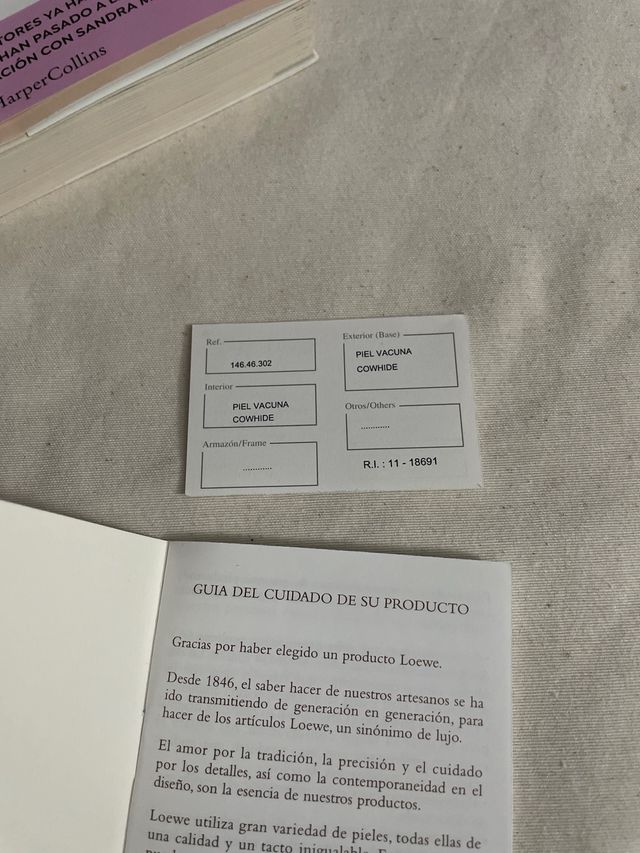 HAN PASADO A
CON SANDRA
HarperCollins
Ref.
146.46.302
Interior
PIEL VACUNA
COWHIDE
Armazón/Frame
............
Exterior (Base)
PIEL VACUNA
COWHIDE
Otros/Others
............
R.I. : 11 - 18691
GUIA DEL CUIDADO DE SU PRODUCTO
Gracias por haber elegido un producto Loewe.
Desde 1846, el saber hacer de nuestros artesanos se ha
ido transmitiendo de generación en generación, para
hacer de los artículos Loewe, un sinónimo de lujo.
El amor por la tradición, la precisión y el cuidado
por los detalles, así como la contemporaneidad en el
diseño, son la esencia de nuestros productos.
Loewe utiliza gran variedad de pieles, todas ellas de
una calidad y un tacto inigualable.